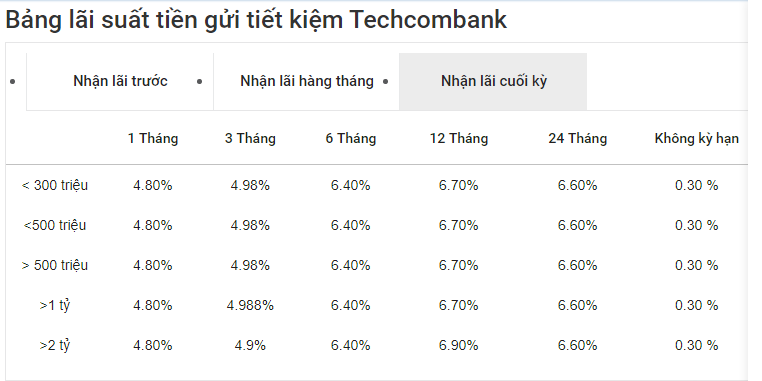 Bảng lãi suất tiền gửi tiết kiệm Techcombank
Nhận lãi trước Nhận lãi hàng tháng Nhận lãi cuối kỳ
1 Tháng 3 Tháng 6 Tháng 12 Tháng 24 Tháng Không kỳ hạn
< 300 triệu 4.80% 4.98% 6.40% 6.70% 6.60% 0.30 %
<500 triệu 4.80% 4.98% 6.40% 6.70% 6.60% 0.30 %
> 500 triệu 4.80% 4.98% 6.40% 6.70% 6.60% 0.30 %
>1 tỷ 4.80% 4.988% 6.40% 6.70% 6.60% 0.30 %
>2 tỷ 4.80% 4.9% 6.40% 6.90% 6.60% 0.30 %